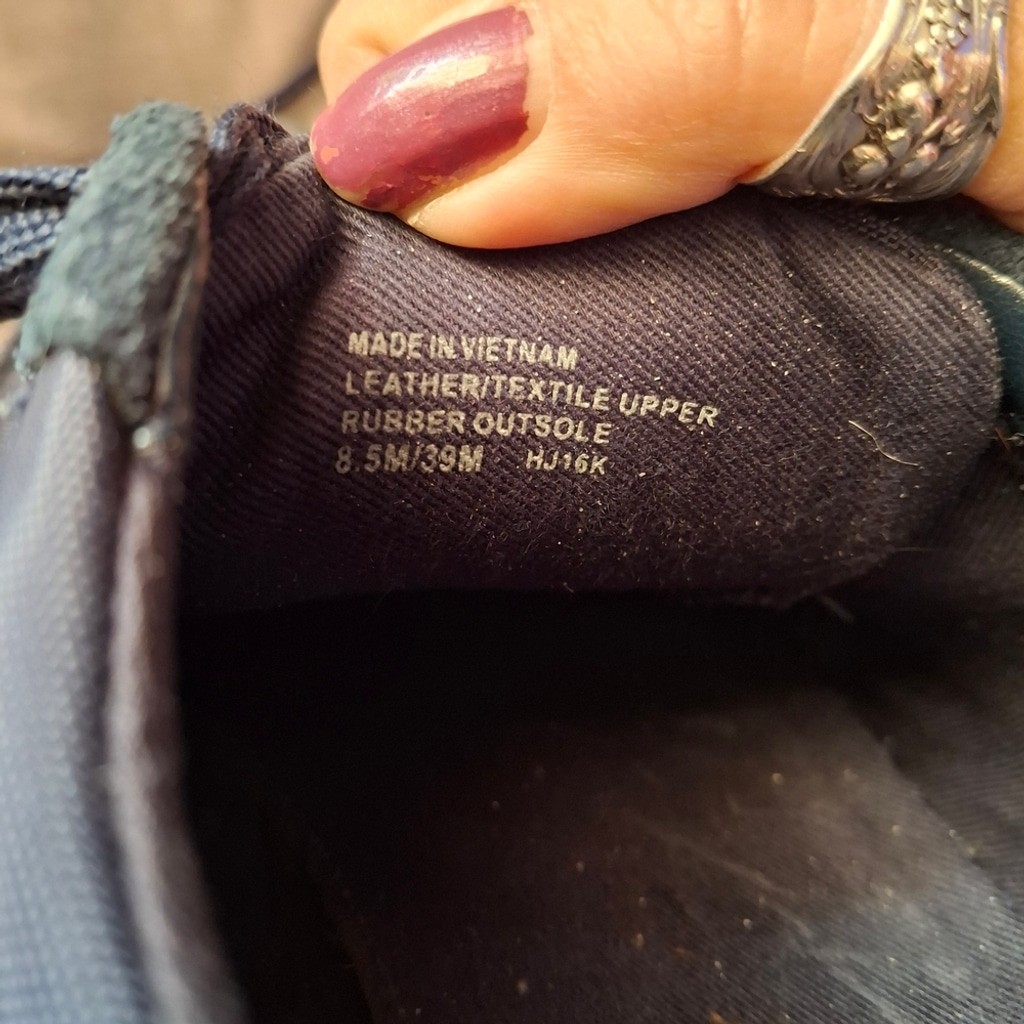 MADE IN VIETNAM
LEATHER/TEXTILE UPPER
RUBBER OUTSOLE
8.5M/39M HJ16K